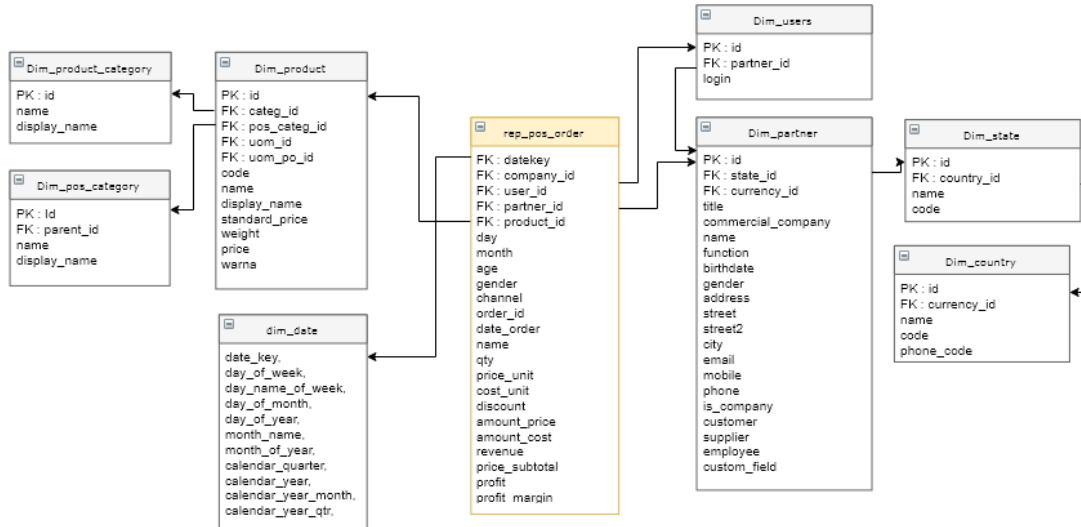 Dim_product_category
PK : id
name
display_name
Dim_pos_category
PK : Id
FK : parent_id
name
display_name
Dim_product
PK : id
FK : categ_id
FK : pos_categ_id
FK : uom_id
FK : uom_po_id
code
name
display_name
standard_price
weight
price
warna
dim_date
date_key,
day_of_week,
day_name_of_week,
day_of_month,
day_of_year,
month_name,
month_of_year,
calendar_quarter,
calendar_year,
calendar_year_month,
calendar_year_qtr,
rep_pos_order
FK : datekey
FK : company_id
FK : user_id
FK : partner_id
FK : product_id
day
month
age
gender
channel
order_id
date_order
name
qty
price_unit
cost_unit
discount
amount_price
amount_cost
revenue
price_subtotal
profit
profit_margin
Dim_users
PK : id
FK : partner_id
login
Dim_partner
PK : id
FK : state_id
FK : currency_id
title
commercial_company
name
function
birthdate
gender
address
street
street2
city
email
mobile
phone
is_company
customer
supplier
employee
custom_field
Dim_state
PK : id
FK : country_id
name
code
Dim_country
PK : id
FK : currency_id
name
code
phone_code